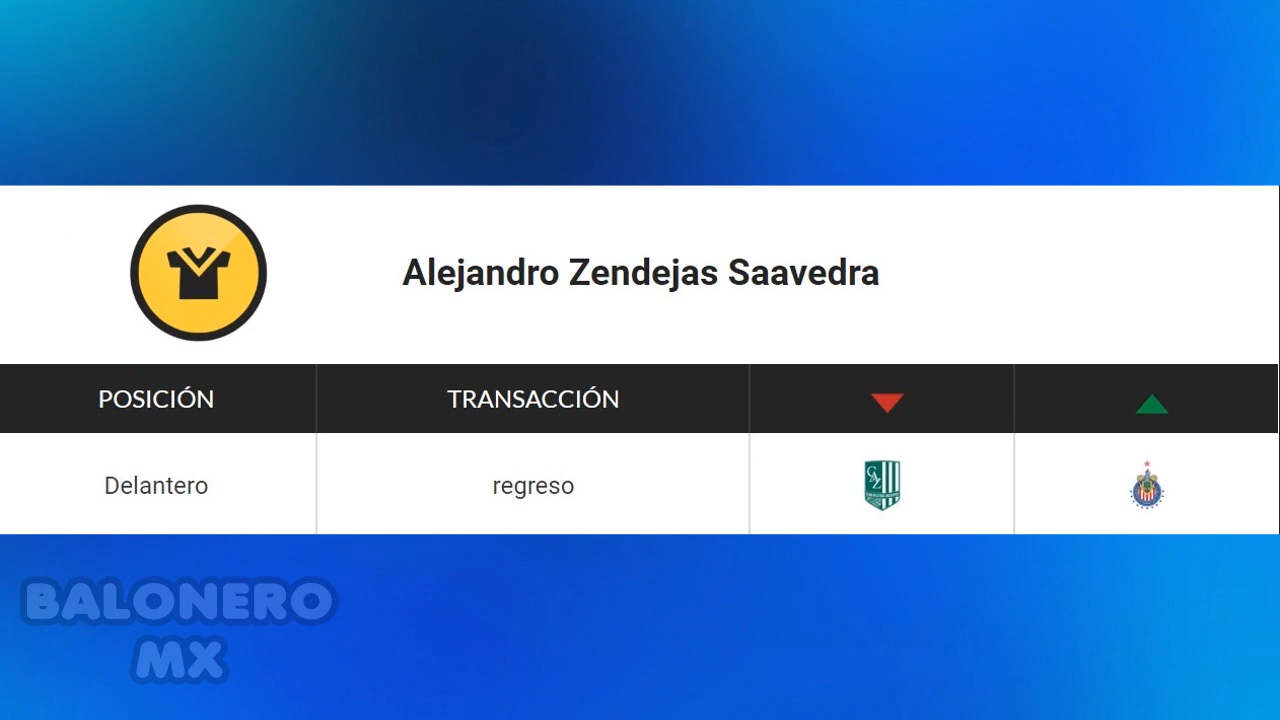 Alejandro Zendejas Saavedra
POSICIÓN TRANSACCIÓN
Delantero regreso
BALONERO
MX